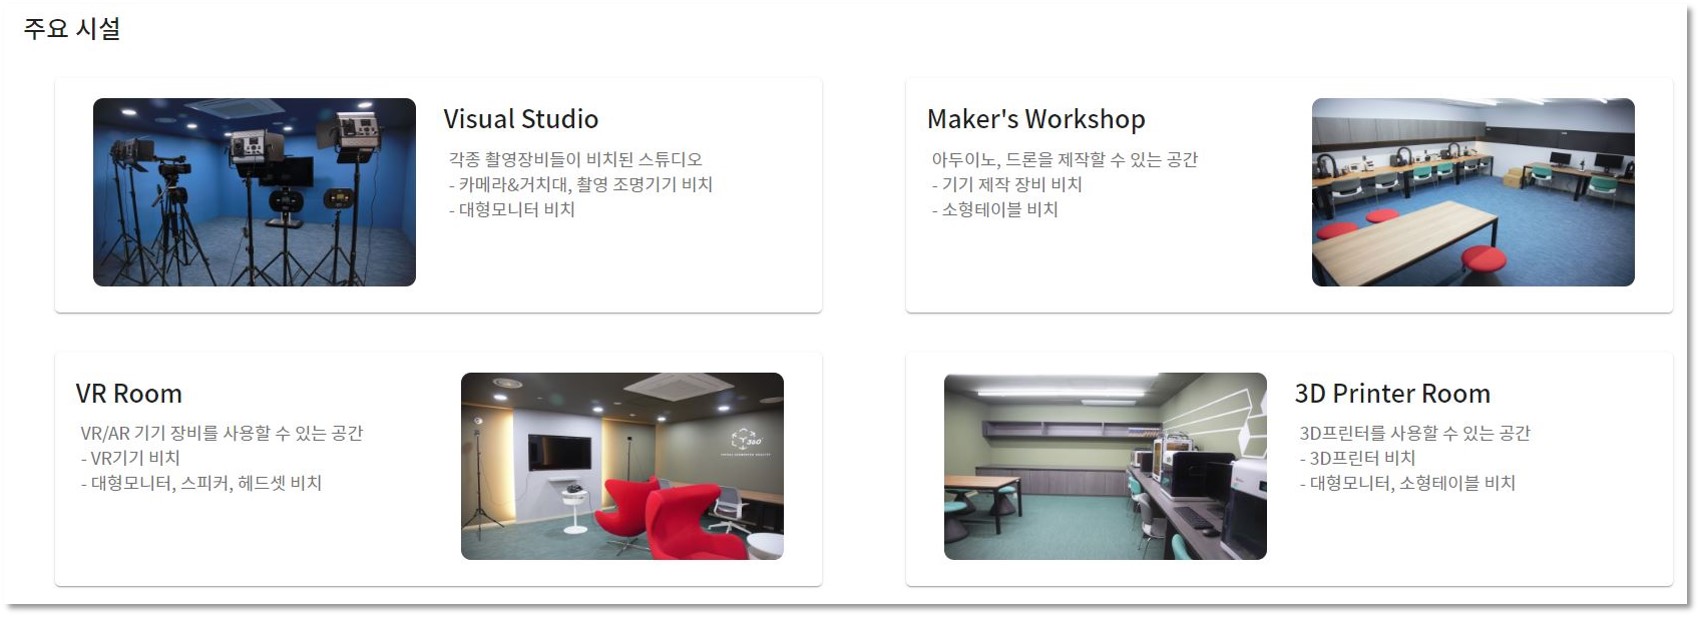 주요 시설
Visual Studio
각종 촬영장비들이 비치된 스튜디오
- 카메라&거치대, 촬영 조명기기 비치
- 대형모니터 비치
Maker's Workshop
아두이노, 드론을 제작할 수 있는 공간
- 기기 제작 장비 비치
- 소형테이블 비치
VR Room
VR/AR 기기 장비를 사용할 수 있는 공간
- VR기기 비치
- 대형모니터, 스피커, 헤드셋 비치
360°
3D Printer Room
3D프린터를 사용할 수 있는 공간
- 3D프린터 비치
- 대형모니터, 소형테이블 비치